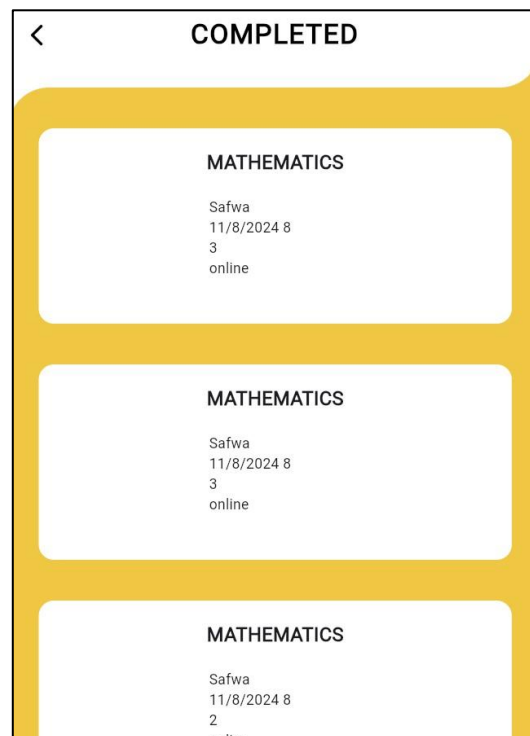 COMPLETED
MATHEMATICS
Safwa
11/8/2024 8
3
online
MATHEMATICS
Safwa
11/8/2024 8
3
online
MATHEMATICS
Safwa
11/8/2024 8
2